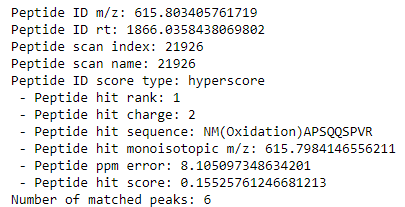 Peptide ID m/z: 615.803405761719
Peptide ID rt: 1866.0358438069802
Peptide scan index: 21926
Peptide scan name: 21926
Peptide ID score type: hyperscore
- Peptide hit rank: 1
- Peptide hit charge: 2
- Peptide hit sequence: NM(Oxidation)APSQQSPVR
- Peptide hit monoisotopic m/z: 615.7984146556211
- Peptide ppm error: 8.105097348634201
- Peptide hit score: 0.15525761246681213
Number of matched peaks: 6